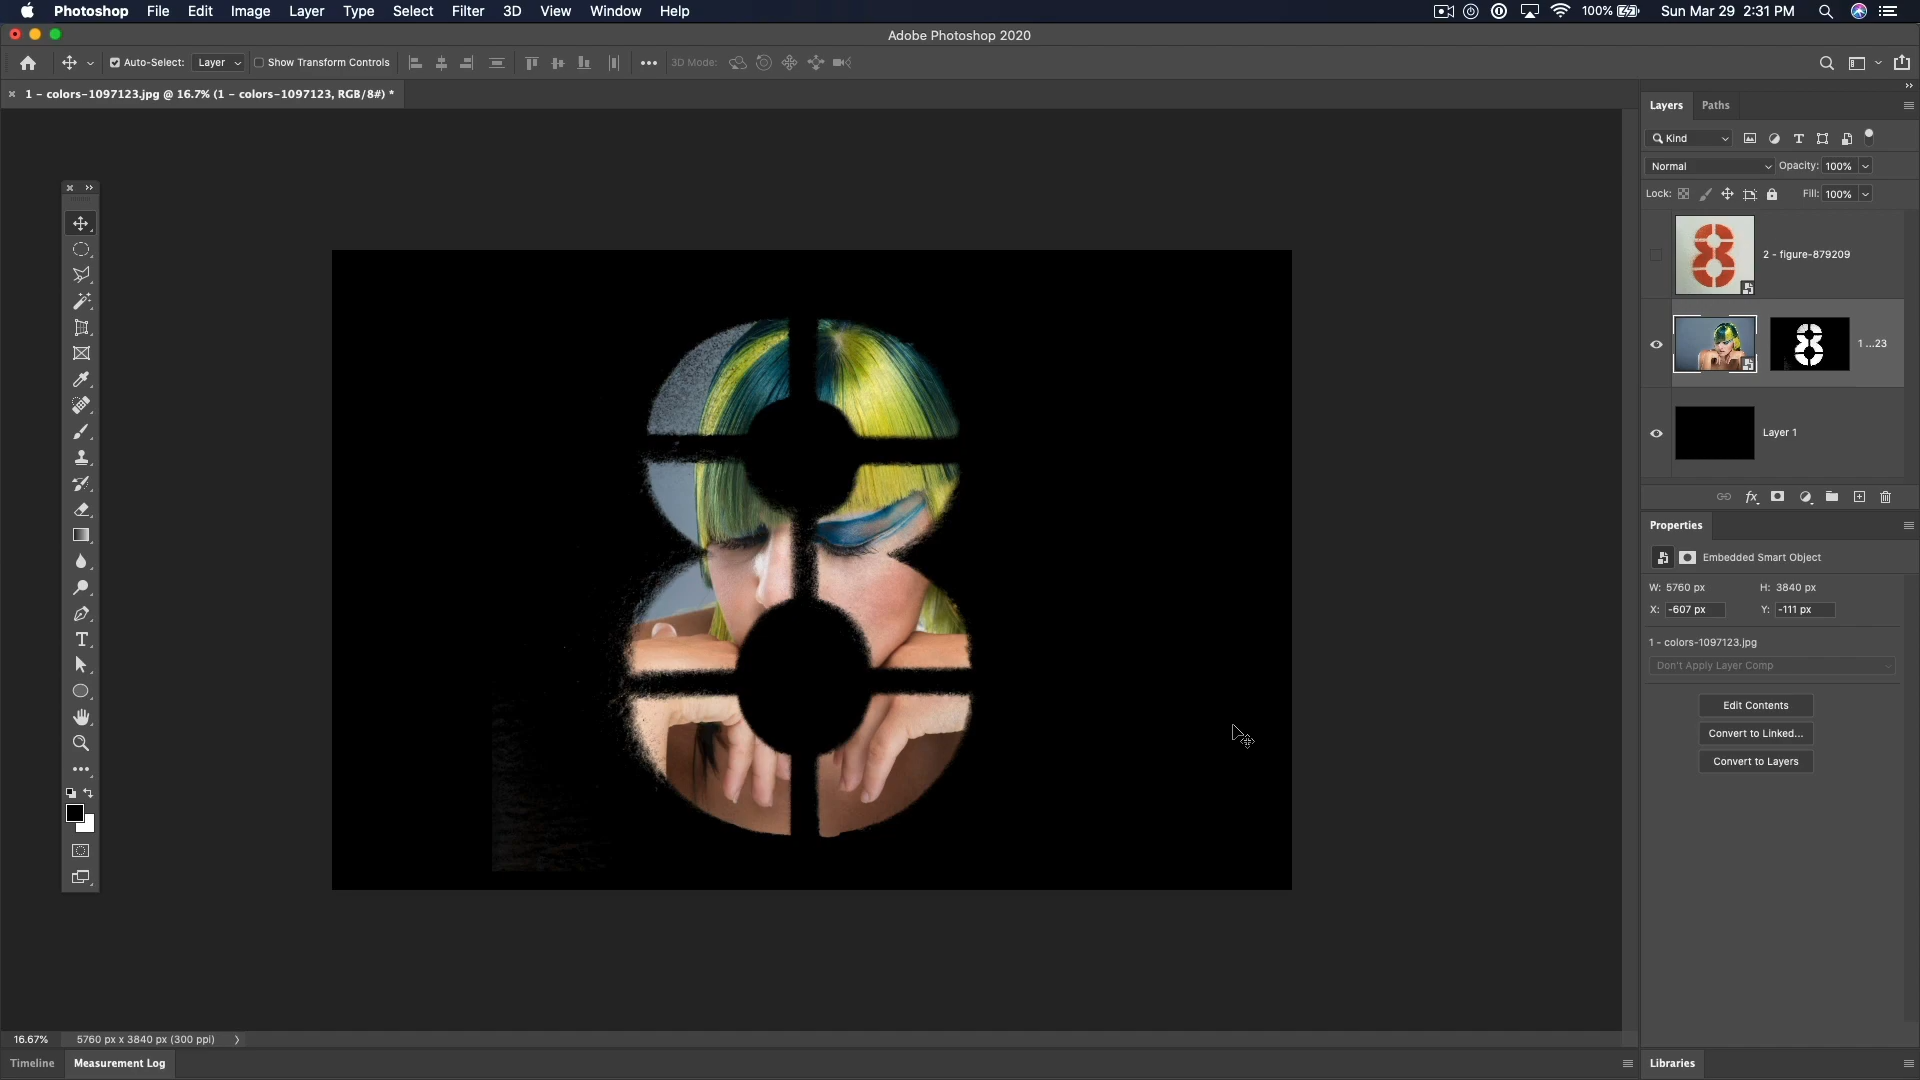 Photoshop File Edit Image Layer Type Select Filter 3D View Window Help 100% Sun Mar 29 2:31 PM
Adobe Photoshop 2020
Auto-Select: Layer Show Transform Controls 3D Mode:
1 - colors-1097123.jpg @ 16.7% (1 - colors-1097123, RGB/8#) *
Layers Paths
Kind
Normal Opacity: 100%
Lock: Fill: 100%
8
2 - figure-879209
8
1 ...23
Layer 1
fx
Properties
Embedded Smart Object
W: 5760 px H: 3840 px
X: -607 px Y: -111 px
1 - colors-1097123.jpg
Don't Apply Layer Comp
Edit Contents
Convert to Linked...
Convert to Layers
8
16.67% 5760 px x 3840 px (300 ppi)
Timeline Measurement Log Libraries